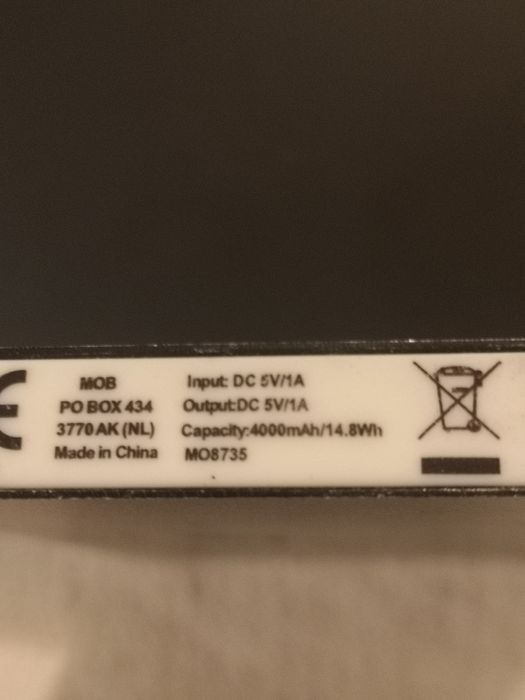 CE
MOB
PO BOX 434
3770 AK (NL)
Made in China
Input: DC 5V/1A
Output:DC 5V/1A
Capacity:4000mAh/14.8Wh
MO8735